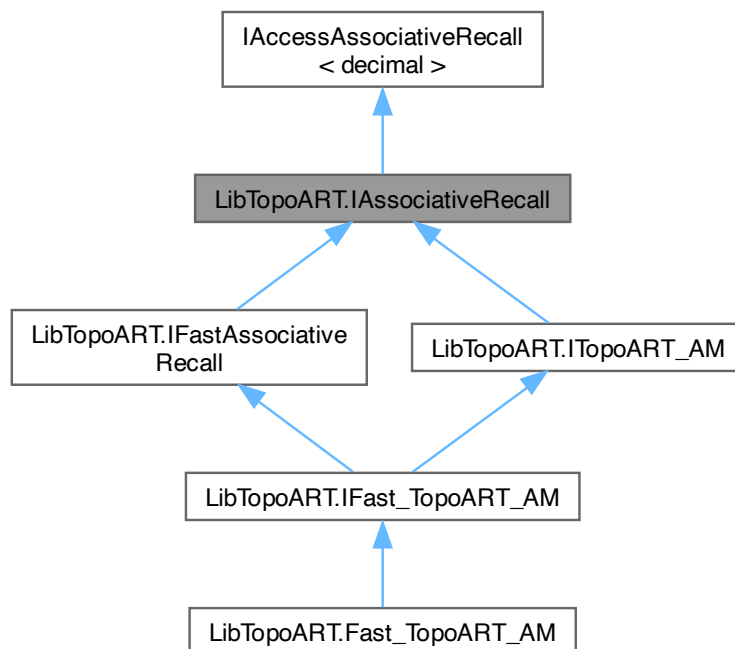 IAccessAssociativeRecall
< decimal >
LibTopoART.IAssociativeRecall
LibTopoART.IFastAssociative
Recall
LibTopoART.ITopoART_AM
LibTopoART.IFast_TopoART_AM
LibTopoART.Fast_TopoART_AM